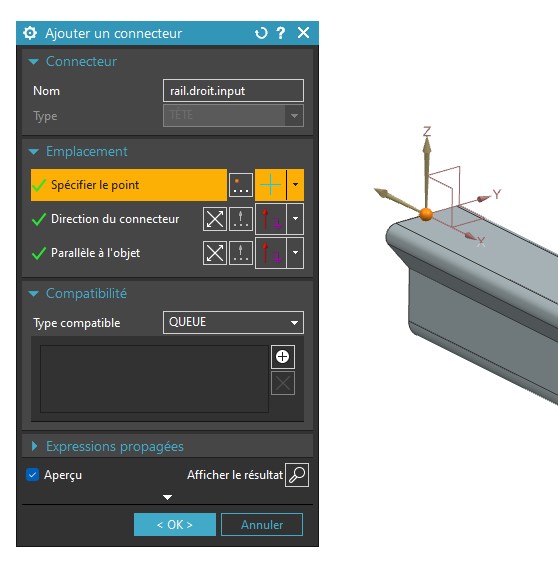 Ajouter un connecteur
Connecteur
Nom rail.droit.input
Type TÊTE
Emplacement
Spécifier le point
Direction du connecteur
Parallèle à l'objet
Compatibilité
Type compatible QUEUE
Expressions propagées
Aperçu Afficher le résultat
< OK > Annuler
Z
Y
X